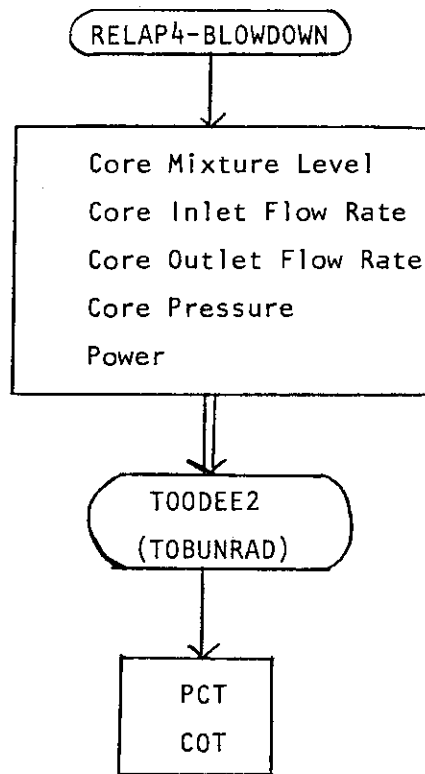 RELAP4-BLOWDOWN
Core Mixture Level
Core Inlet Flow Rate
Core Outlet Flow Rate
Core Pressure
Power
TOODEE2
(TOBUNRAD)
PCT
COT